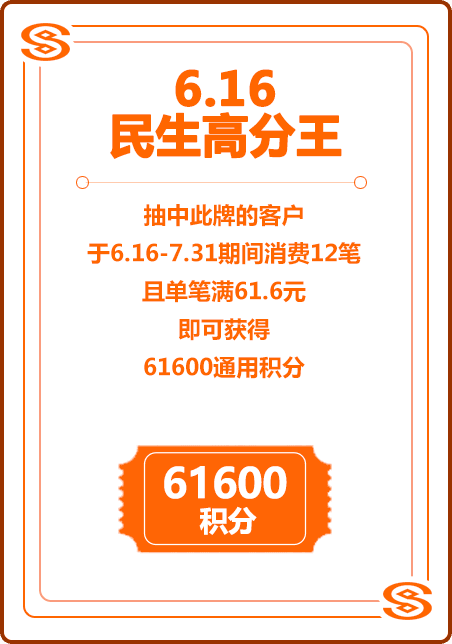 6.16
民生高分王
抽中此牌的客户
于6.16-7.31期间消费12笔
且单笔满61.6元
即可获得
61600通用积分
61600
积分